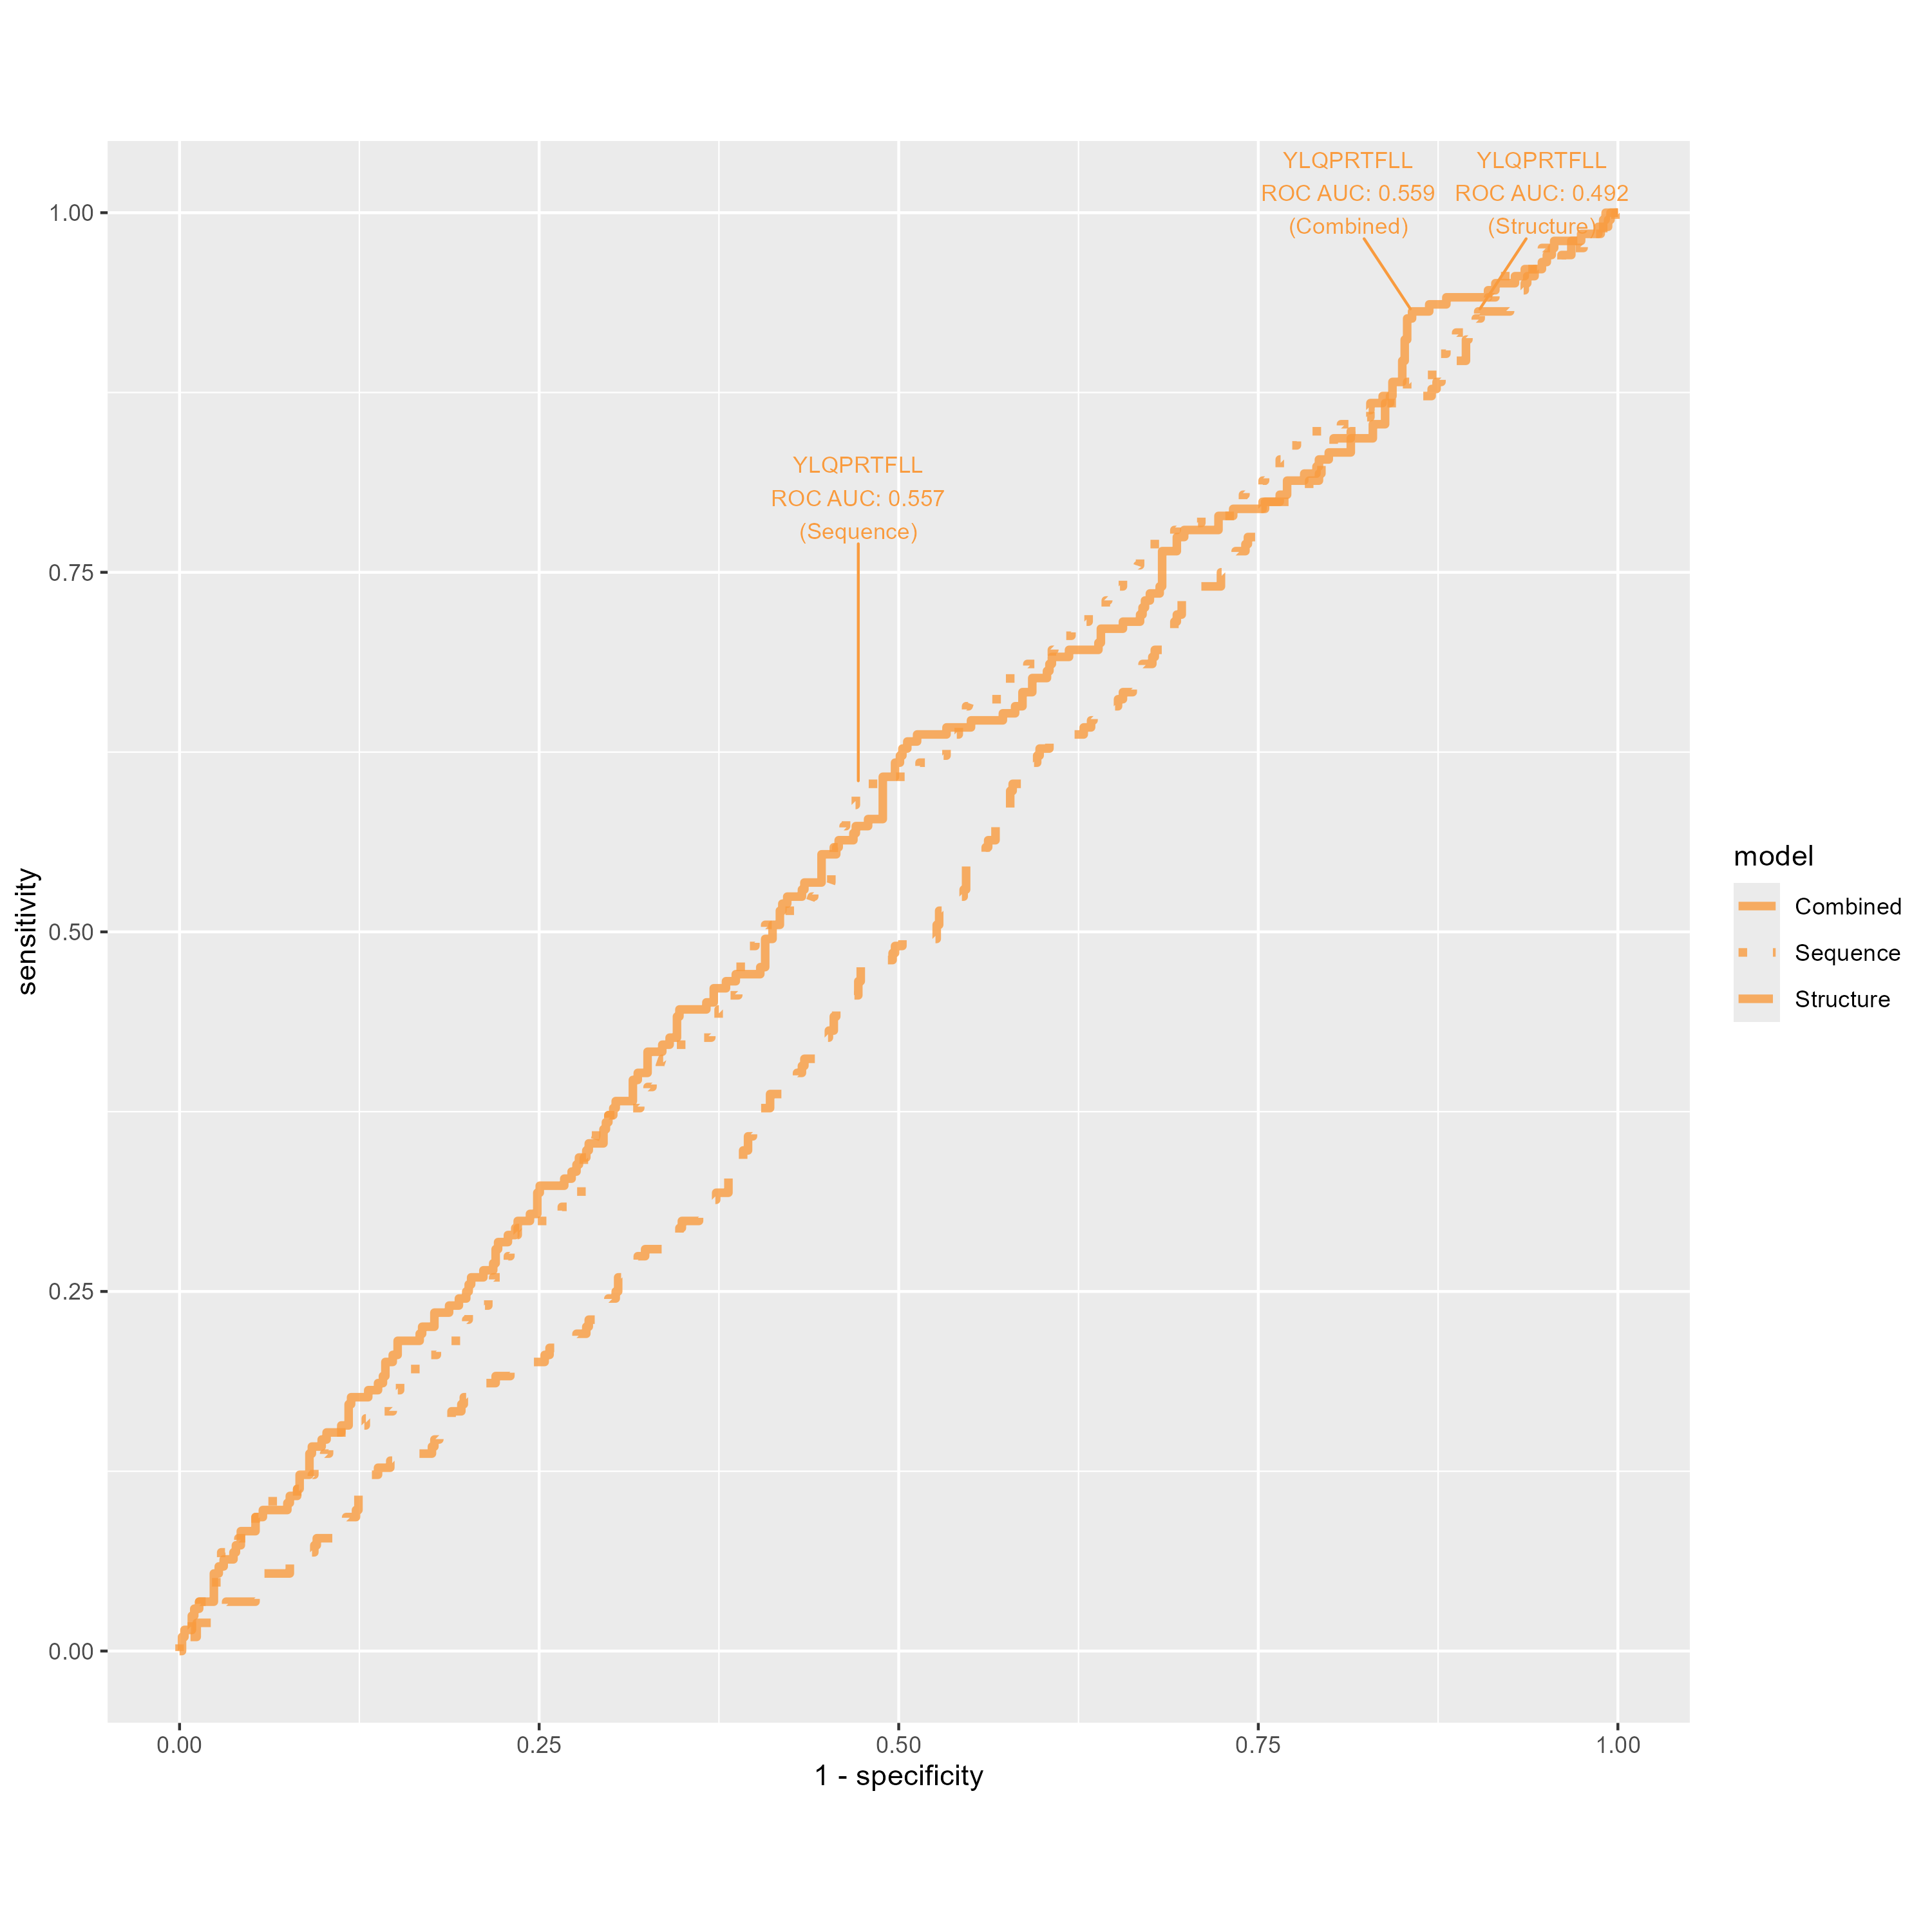 YLQPRTFLL
ROC AUC: 0.559
(Combined)
YLQPRTFLL
ROC AUC: 0.492
(Structure)
YLQPRTFLL
ROC AUC: 0.557
(Sequence)
1.00
0.75
0.50
0.25
0.00
sensitivity
0.00
0.25
0.50
0.75
1.00
1 - specificity
model
Combined
Sequence
Structure